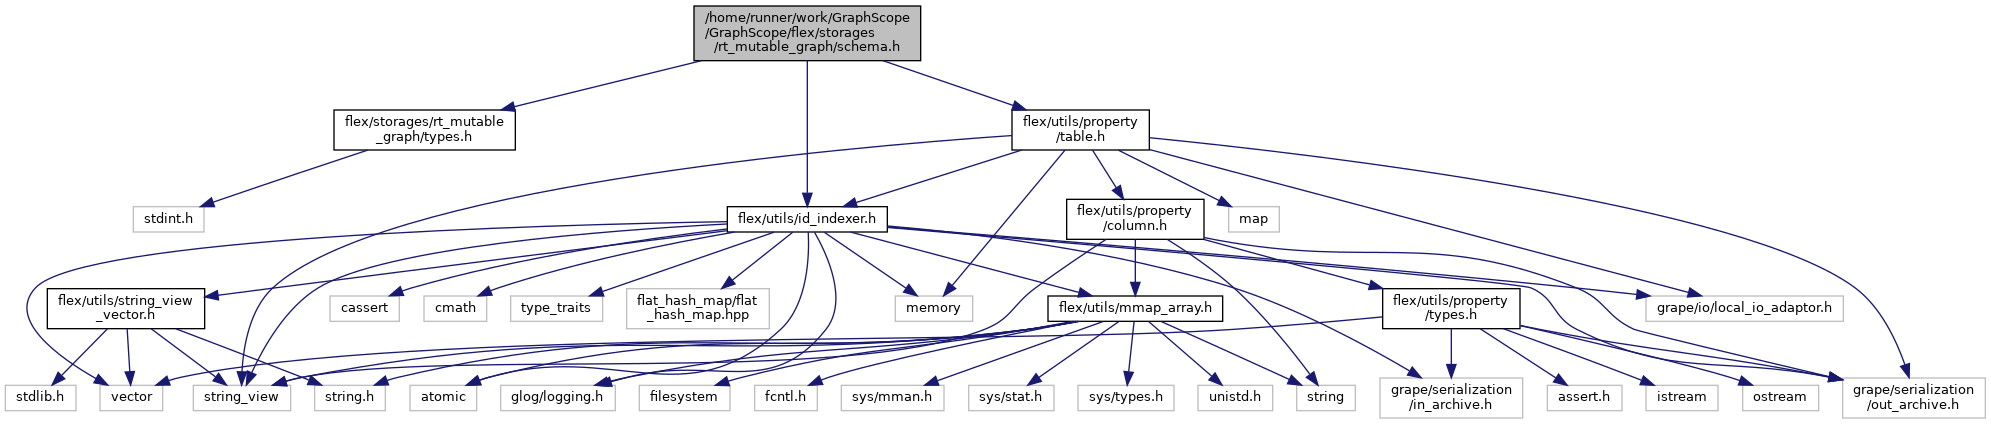 /home/runner/work/GraphScope
/GraphScope/flex/storages
/rt_mutable_graph/schema.h
flex/storages/rt_mutable
_graph/types.h
flex/utils/property
/table.h
stdint.h
flex/utils/id_indexer.h
flex/utils/property
/column.h
map
flex/utils/string_view
_vector.h
cassert
cmath
type_traits
flat_hash_map/flat
_hash_map.hpp
memory
flex/utils/mmap_array.h
flex/utils/property
/types.h
grape/io/local_io_adaptor.h
stdlib.h
vector
string_view
string.h
atomic
glog/logging.h
filesystem
fcntl.h
sys/mman.h
sys/stat.h
sys/types.h
unistd.h
string
grape/serialization
/in_archive.h
assert.h
istream
ostream
grape/serialization
/out_archive.h